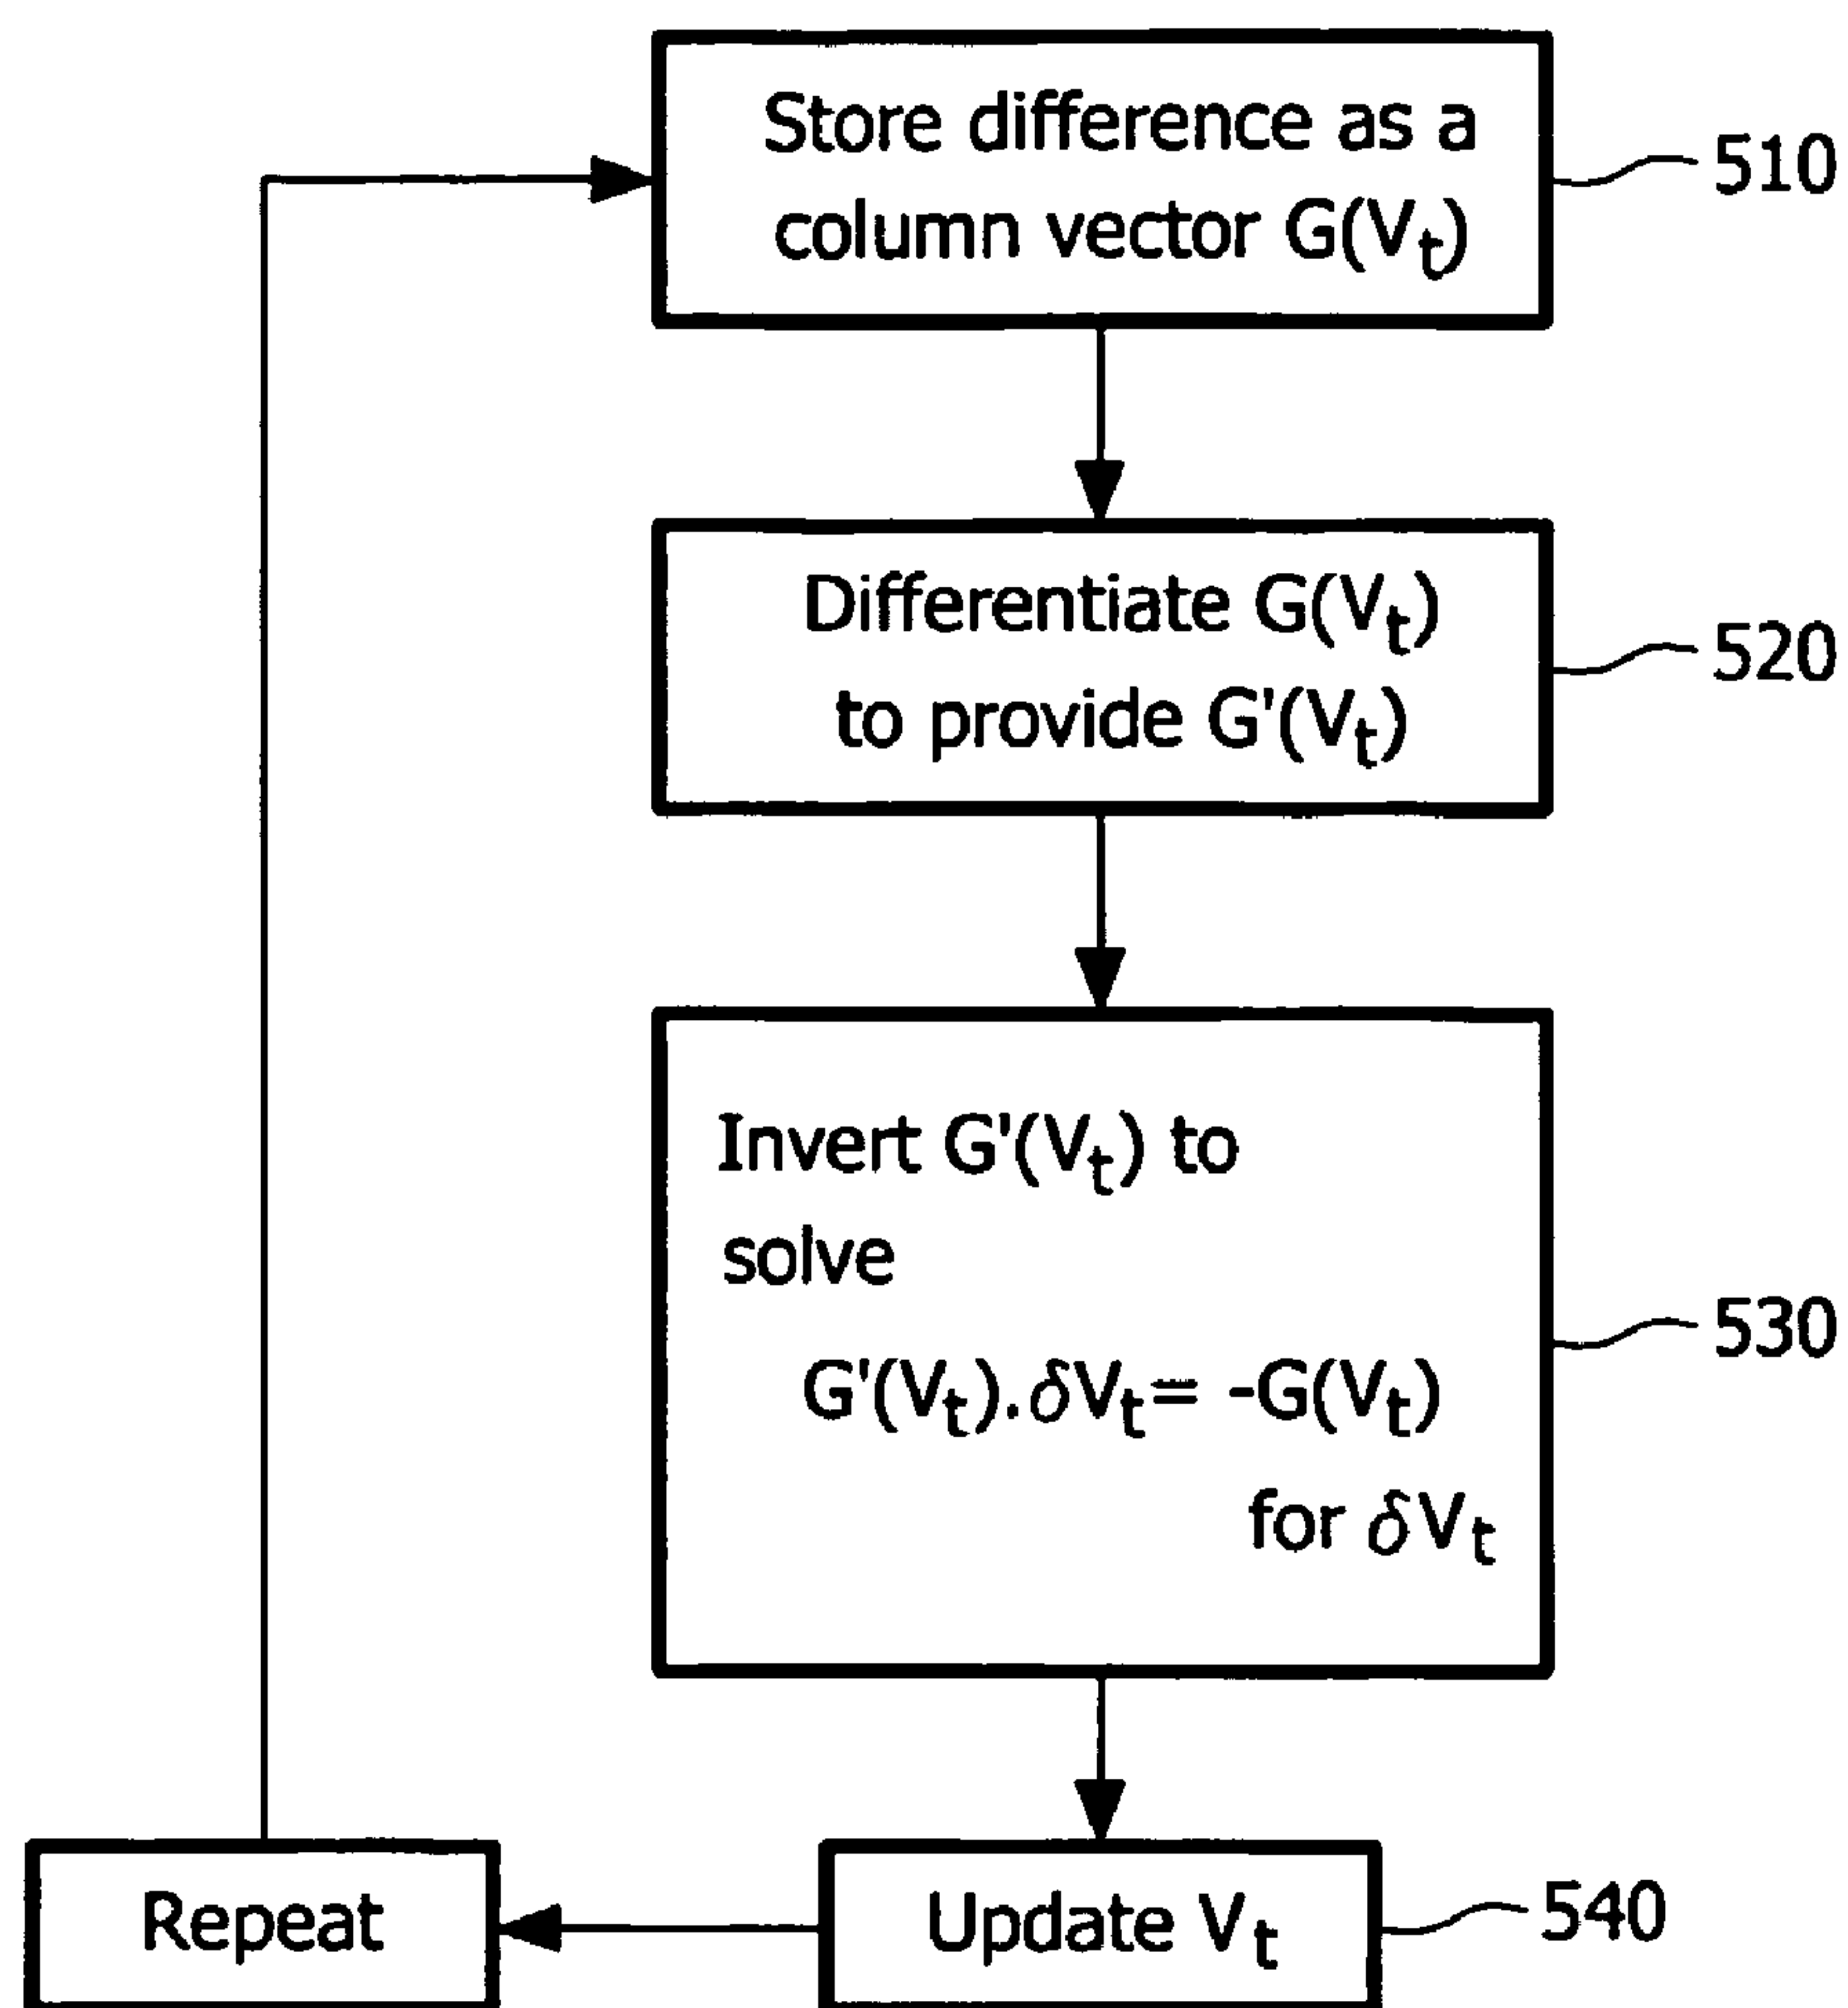 Store difference as a
column vector G(Vt)
510
Differentiate G(Vt)
to provide G'(Vt)
520
Invert G'(Vt) to
solve
G'(Vt).δVt= -G(Vt)
for δVt
530
Repeat
Update Vt
540